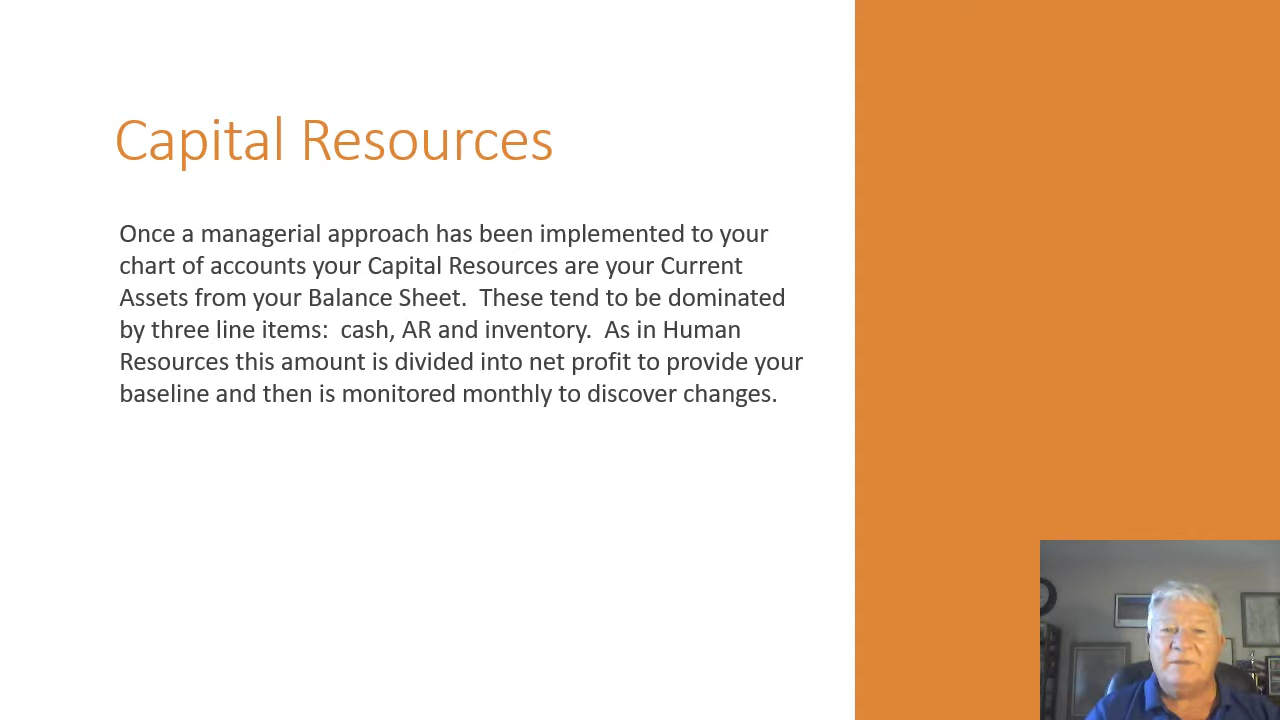 Capital Resources
Once a managerial approach has been implemented to your
chart of accounts your Capital Resources are your Current
Assets from your Balance Sheet.  These tend to be dominated
by three line items:  cash, AR and inventory.  As in Human
Resources this amount is divided into net profit to provide your
baseline and then is monitored monthly to discover changes.